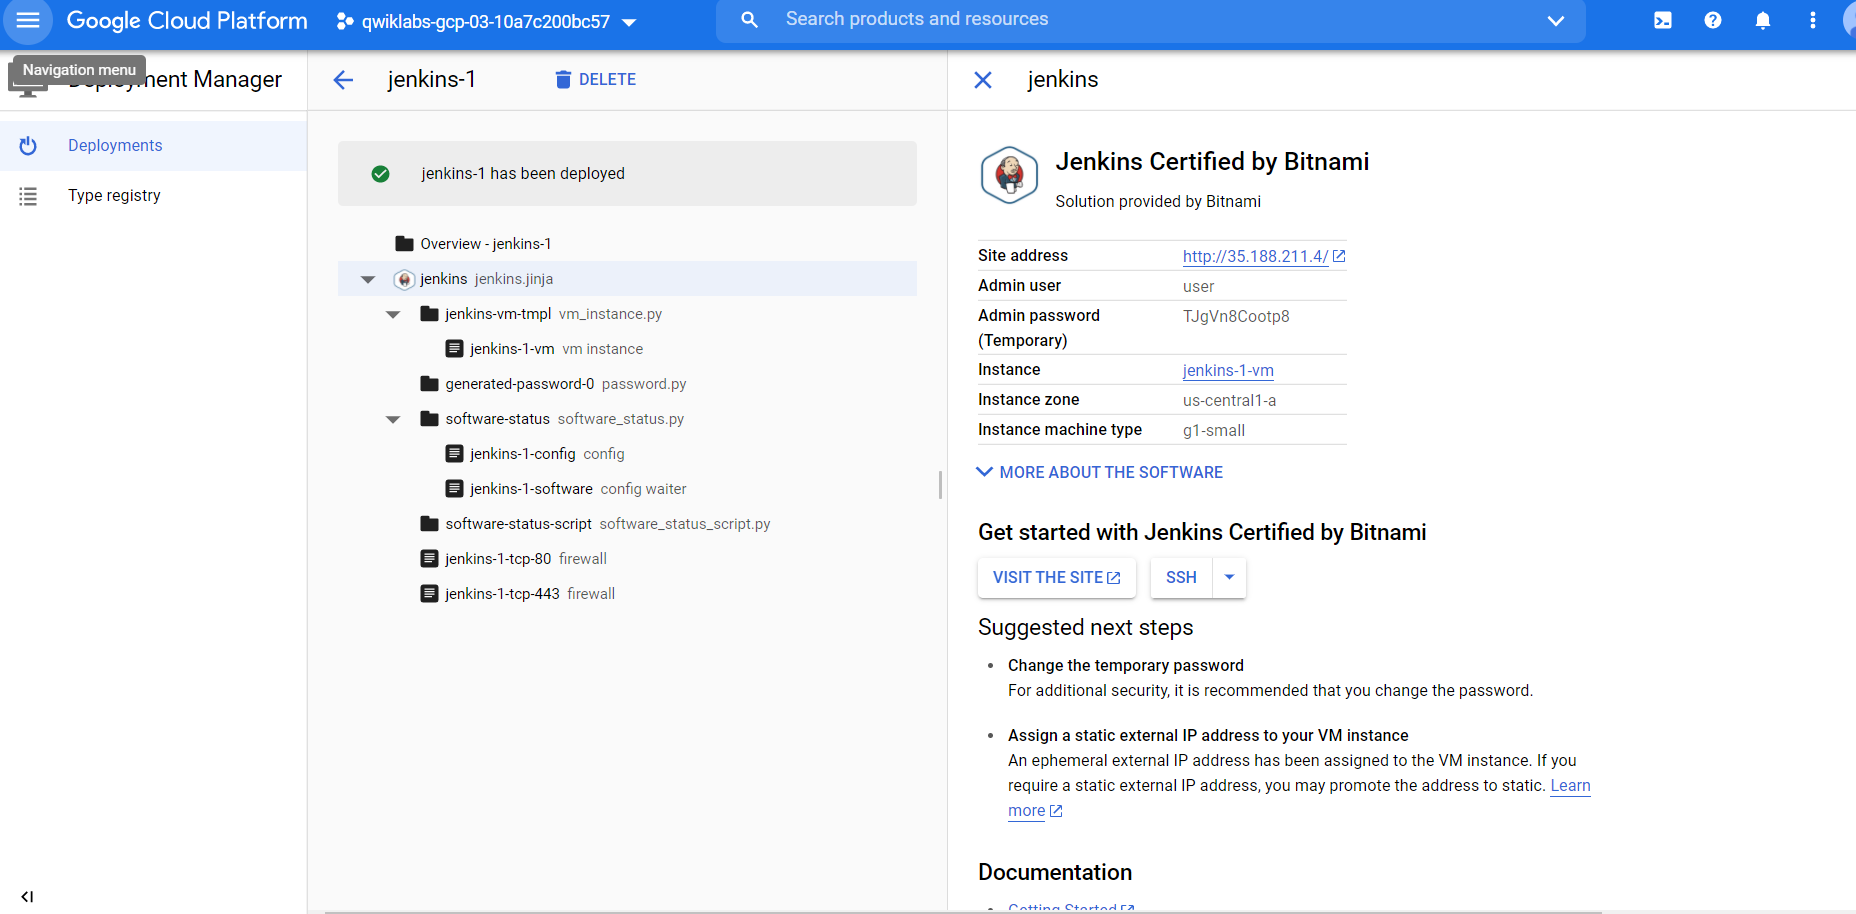 Google Cloud Platform
qwiklabs-gcp-03-10a7c200bc57
Search products and resources
Navigation menu
Deployment Manager
Deployments
Type registry
jenkins-1
DELETE
jenkins-1 has been deployed
Overview - jenkins-1
jenkins jenkins.jinja
jenkins-vm-tmpl vm_instance.py
jenkins-1-vm vm instance
generated-password-0 password.py
software-status software_status.py
jenkins-1-config config
jenkins-1-software config waiter
software-status-script software_status_script.py
jenkins-1-tcp-80 firewall
jenkins-1-tcp-443 firewall
jenkins
Jenkins Certified by Bitnami
Solution provided by Bitnami
Site address http://35.188.211.4/
Admin user user
Admin password TJgVn8Cootp8
(Temporary)
Instance jenkins-1-vm
Instance zone us-central1-a
Instance machine type g1-small
MORE ABOUT THE SOFTWARE
Get started with Jenkins Certified by Bitnami
VISIT THE SITE SSH
Suggested next steps
• Change the temporary password
For additional security, it is recommended that you change the password.
• Assign a static external IP address to your VM instance
An ephemeral external IP address has been assigned to the VM instance. If you
require a static external IP address, you may promote the address to static. Learn
more
Documentation
• Getting Started